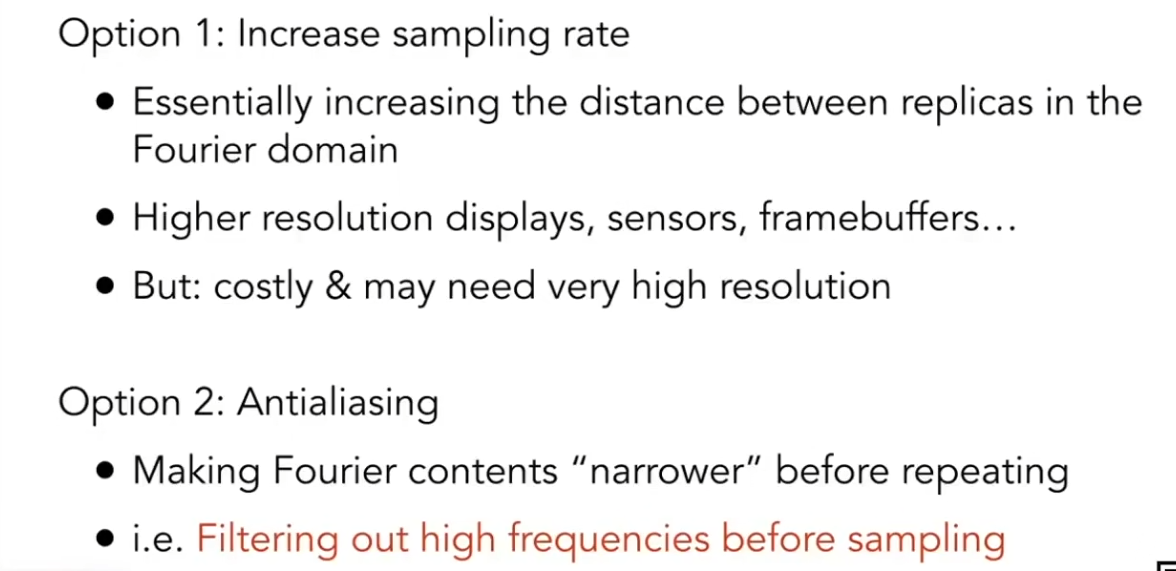 Option 1: Increase sampling rate
● Essentially increasing the distance between replicas in the
Fourier domain
● Higher resolution displays, sensors, framebuffers…
● But: costly & may need very high resolution
Option 2: Antialiasing
● Making Fourier contents “narrower” before repeating
● i.e. Filtering out high frequencies before sampling